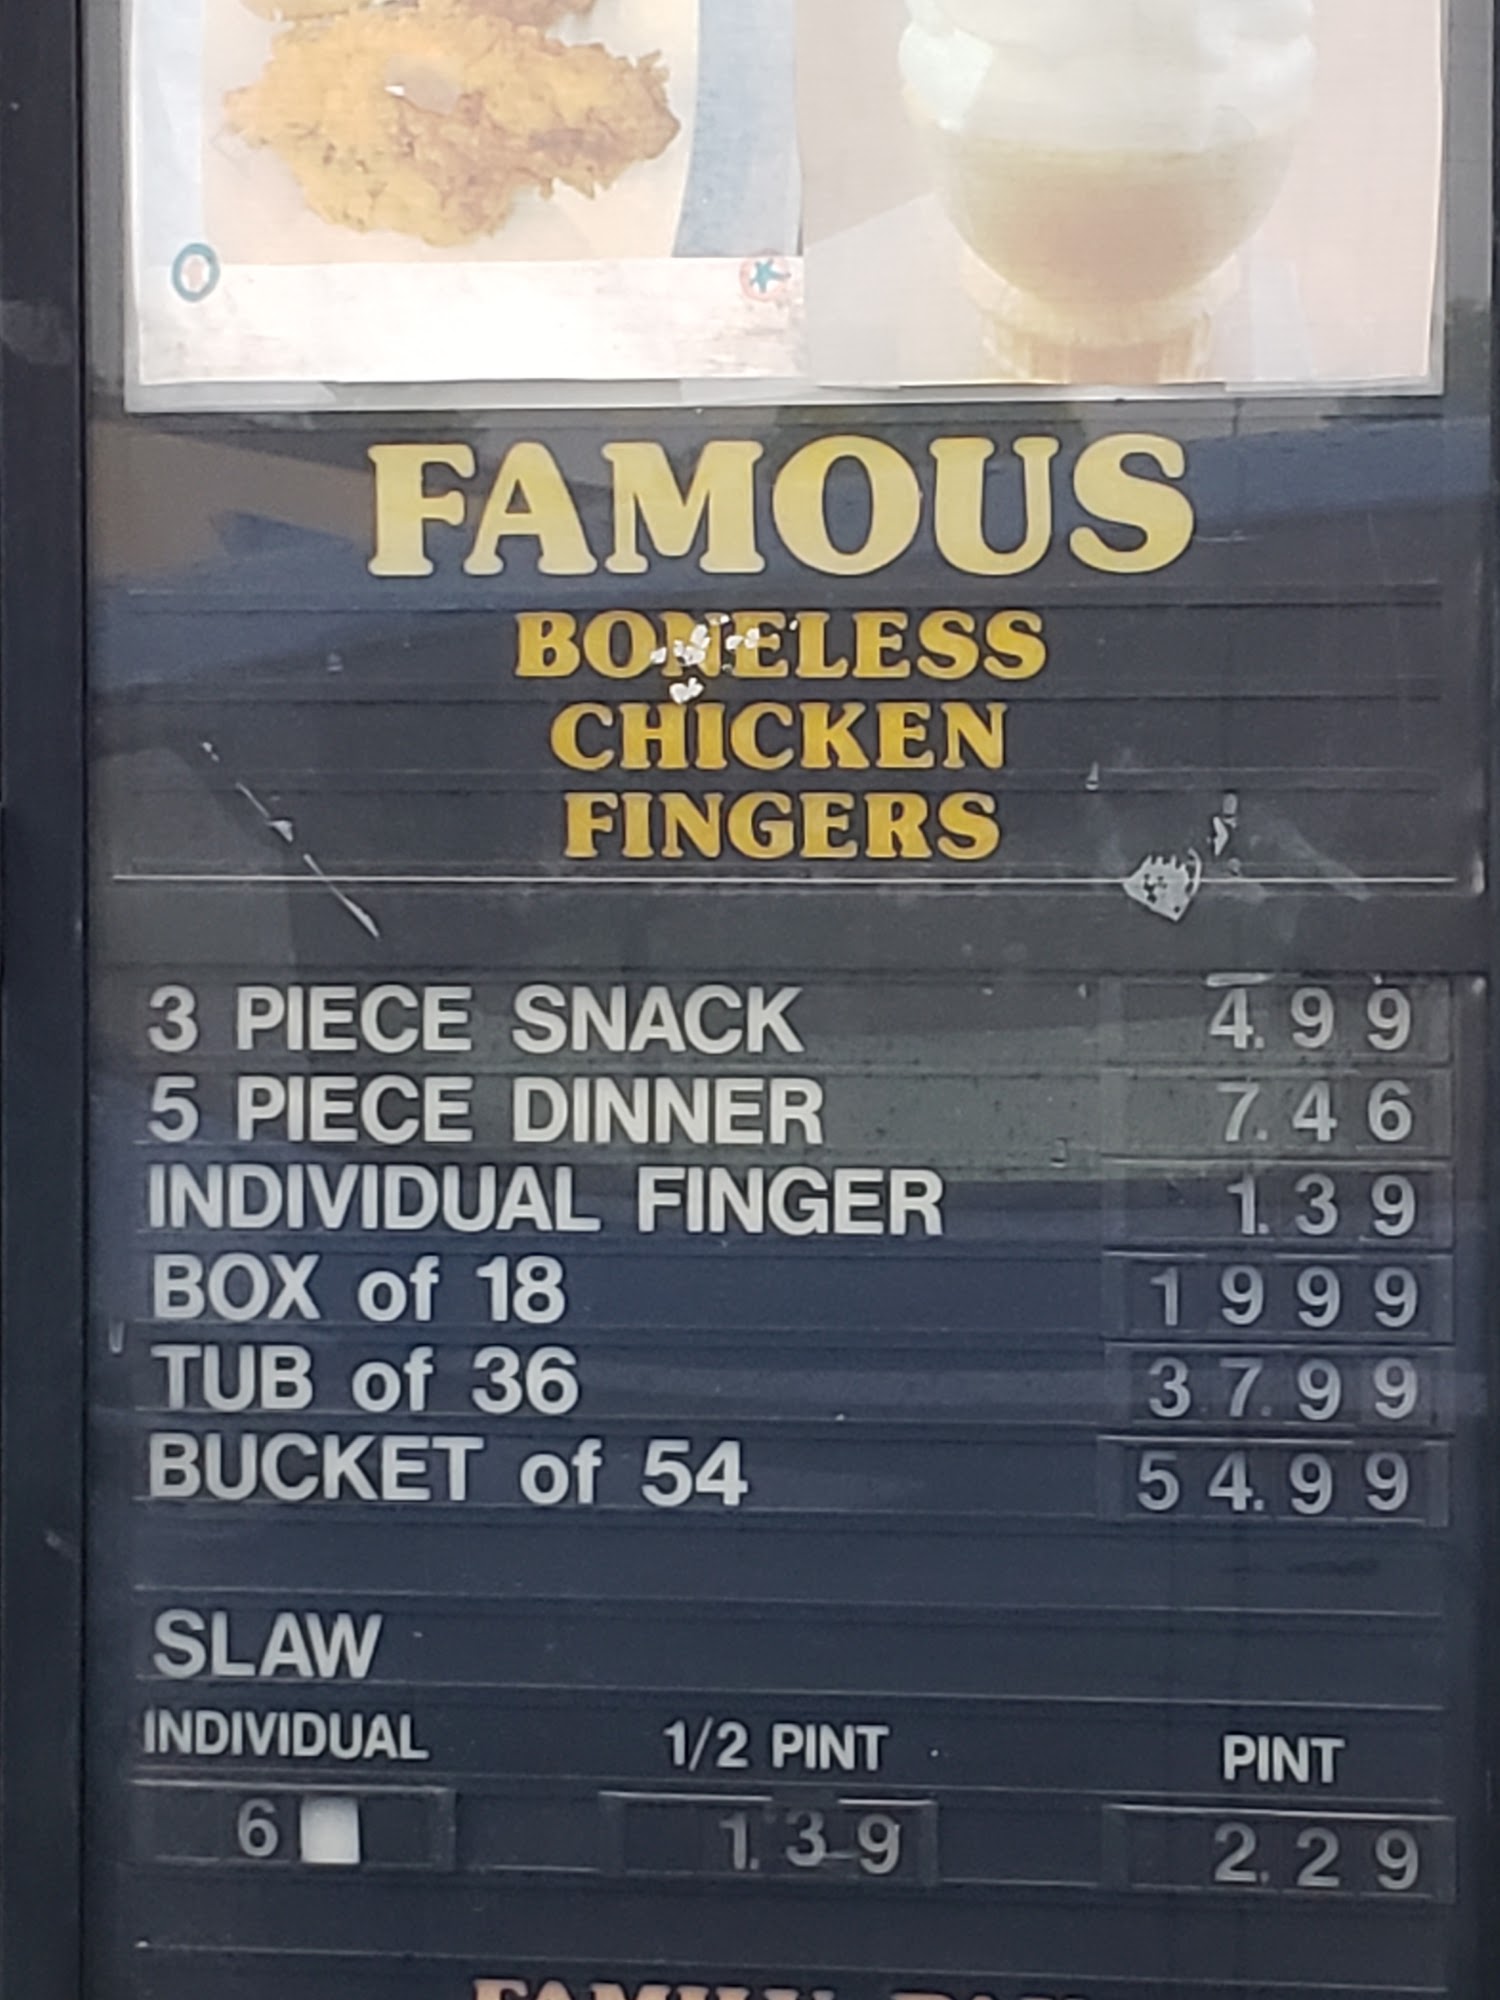 FAMOUS
BONELESS
CHICKEN
FINGERS
3 PIECE SNACK 4.99
5 PIECE DINNER 7.46
INDIVIDUAL FINGER 1.39
BOX of 18 1999
TUB of 36 37.99
BUCKET of 54 54.99
SLAW
INDIVIDUAL 1/2 PINT PINT
6 1.39 2.29
FAMILY